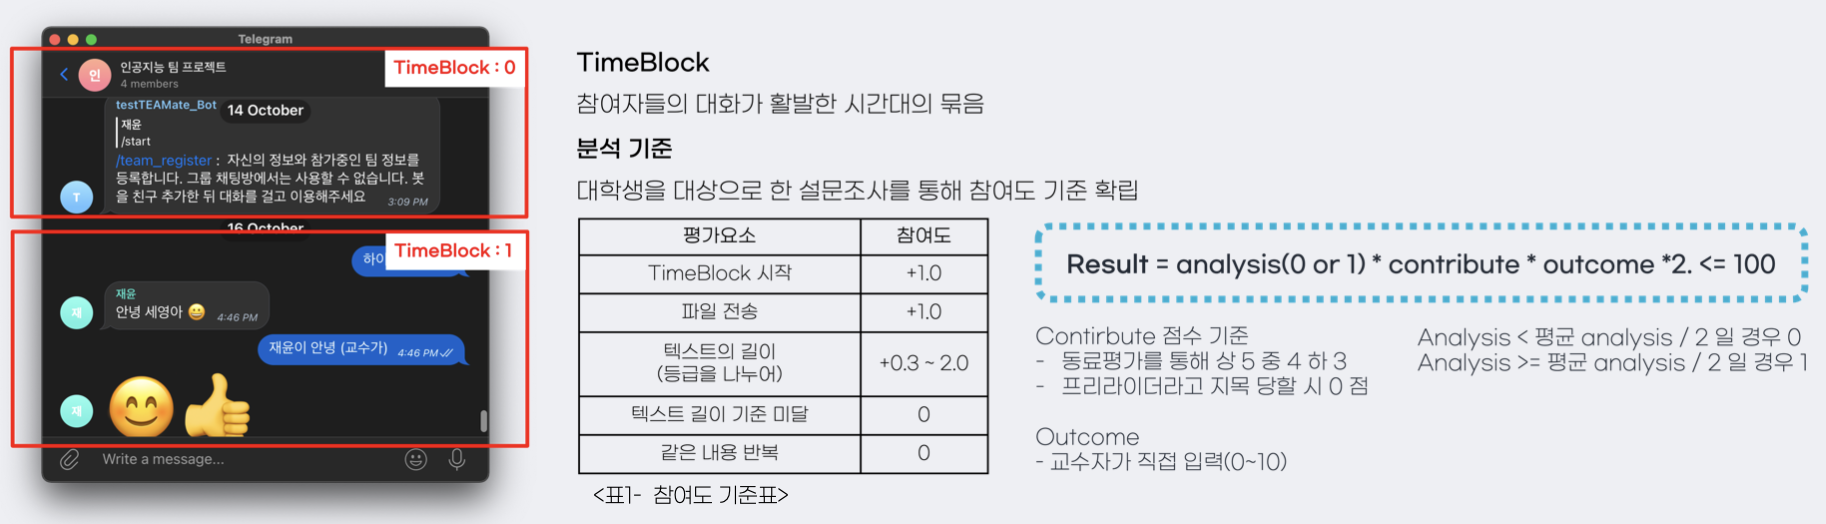 Telegram
인공지능 팀 프로젝트
4 members
TimeBlock : 0
testTEAMate_Bot
14 October
재윤
/start
/team_register : 자신의 정보와 참가중인 팀 정보를
등록합니다. 그룹 채팅방에서는 사용할 수 없습니다. 봇
을 친구 추가한 뒤 대화를 걸고 이용해주세요
3:09 PM
인
T
16 October
TimeBlock : 1
하이
재윤
안녕 세영아 😀 4:46 PM
재
재윤이 안녕 (교수가) 4:46 PM
재
Write a message...
TimeBlock
참여자들의 대화가 활발한 시간대의 묶음
분석 기준
대학생을 대상으로 한 설문조사를 통해 참여도 기준 확립
평가요소 참여도
TimeBlock 시작 +1.0
파일 전송 +1.0
텍스트의 길이
(등급을 나누어) +0.3 ~ 2.0
텍스트 길이 기준 미달 0
같은 내용 반복 0
<표1- 참여도 기준표>
Result = analysis(0 or 1) * contribute * outcome *2. <= 100
Contirbute 점수 기준
- 동료평가를 통해 상 5 중 4 하 3
- 프리라이더라고 지목 당할 시 0 점
Outcome
- 교수자가 직접 입력(0~10)
Analysis < 평균 analysis / 2 일 경우 0
Analysis >= 평균 analysis / 2 일 경우 1